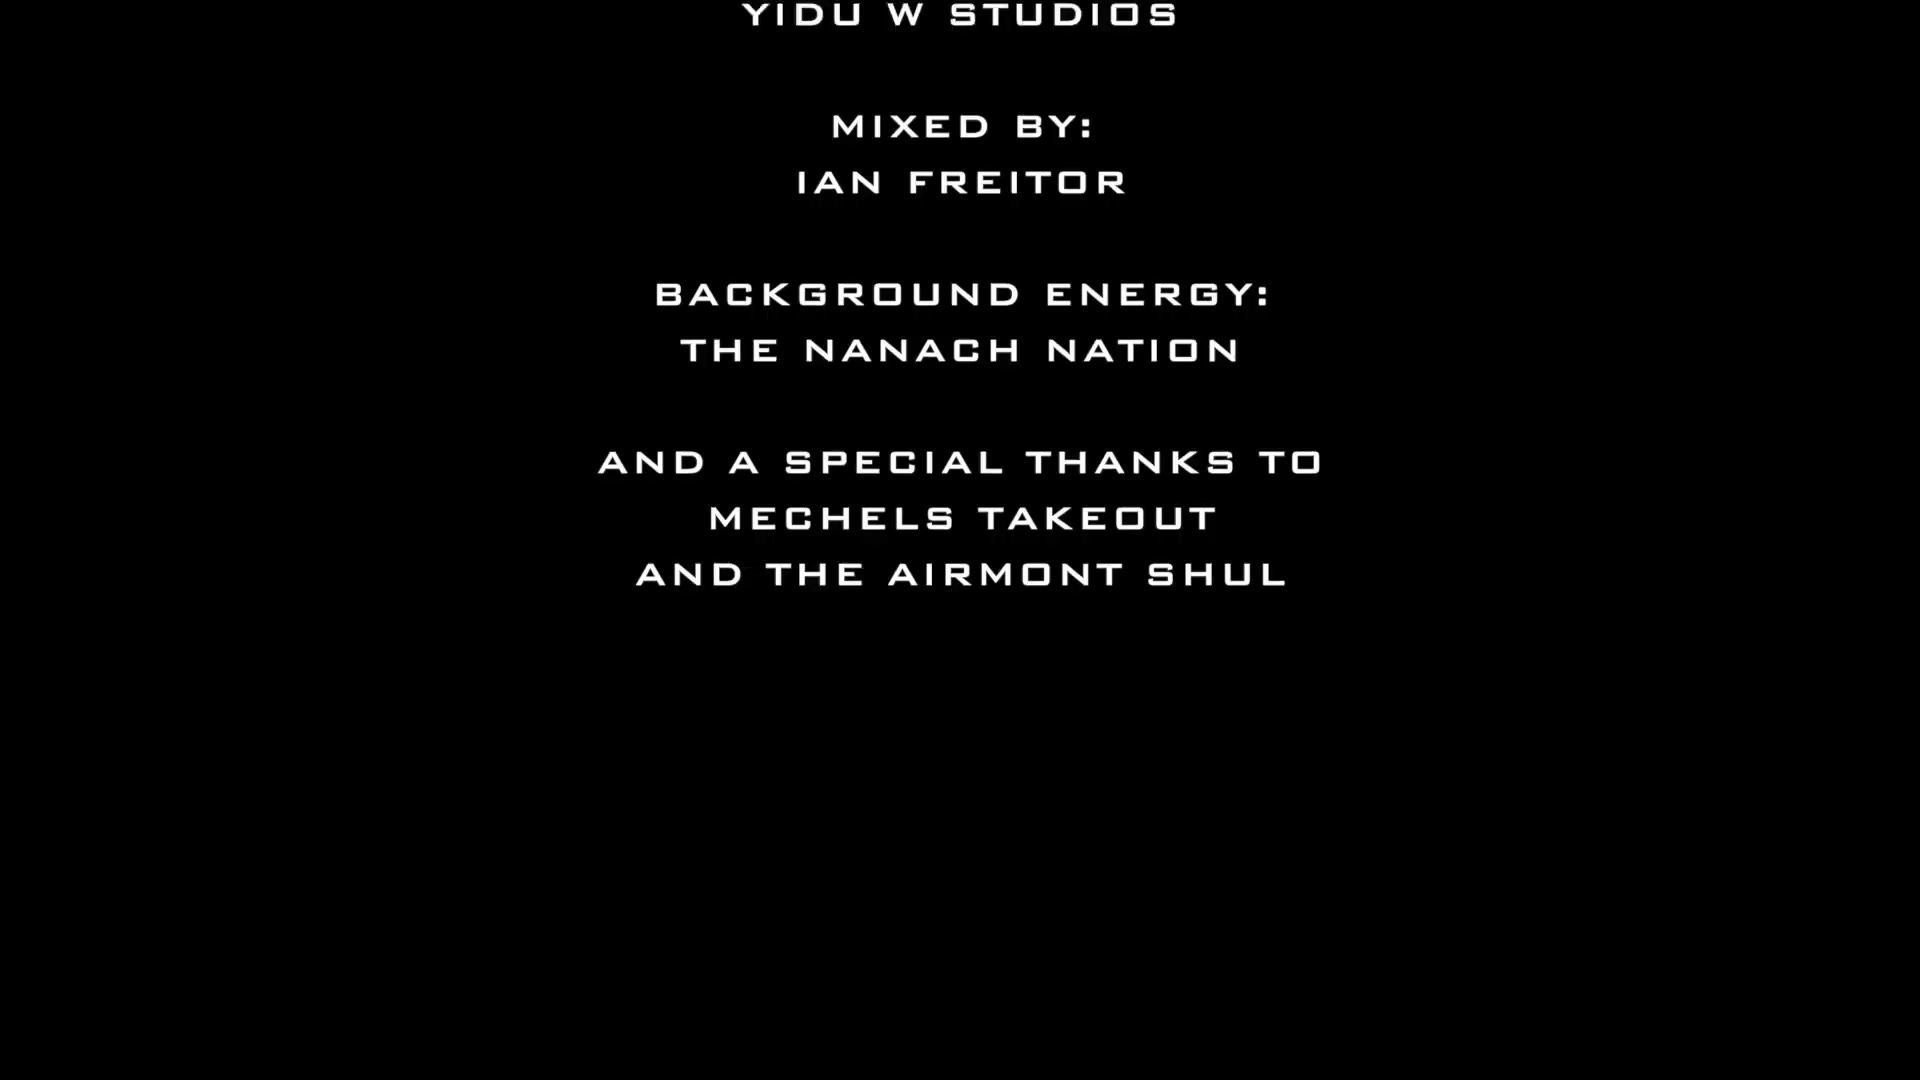 YIDU W STUDIOS
MIXED BY:
IAN FREITOR
BACKGROUND ENERGY:
THE NANACH NATION
AND A SPECIAL THANKS TO
MECHELS TAKEOUT
AND THE AIRMONT SHUL